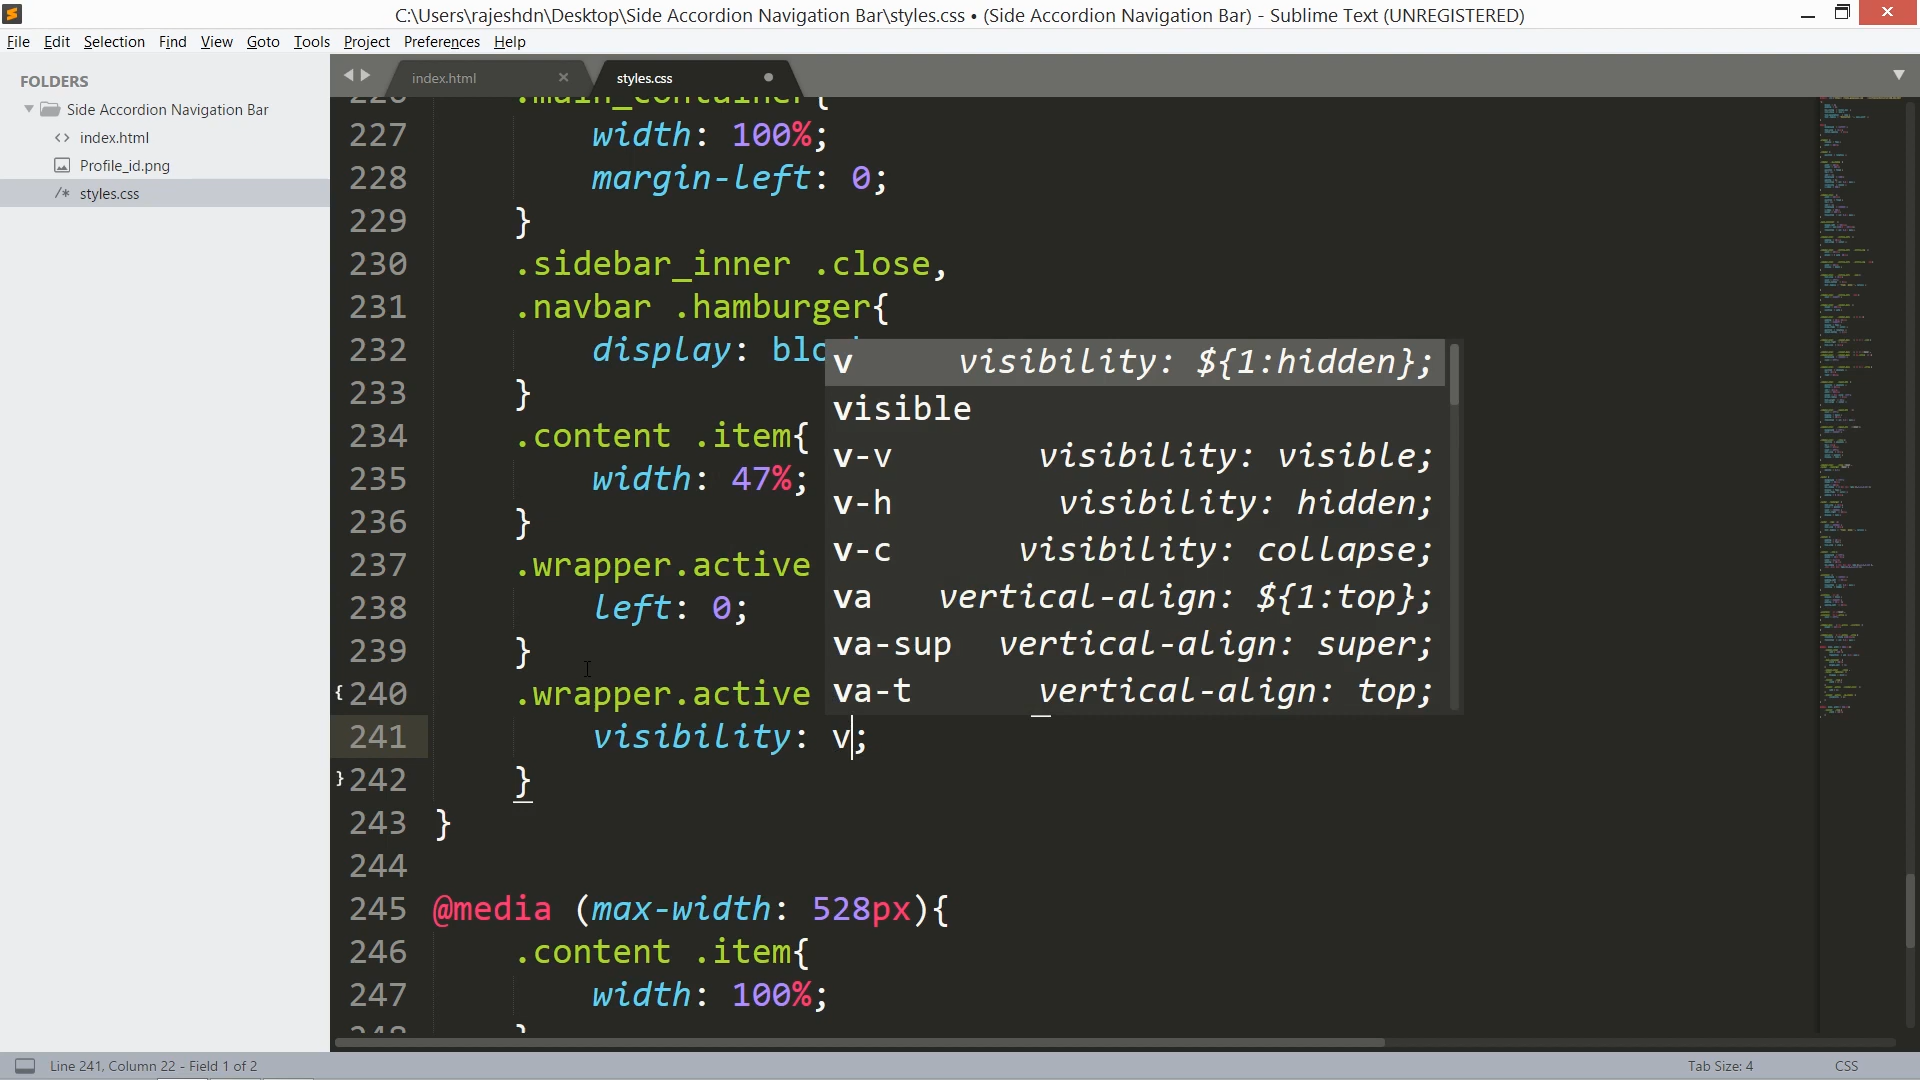 C:\Users\rajeshdn\Desktop\Side Accordion Navigation Bar\styles.css • (Side Accordion Navigation Bar) - Sublime Text (UNREGISTERED)
File Edit Selection Find View Goto Tools Project Preferences Help
FOLDERS
Side Accordion Navigation Bar
<> index.html
Profile_id.png
/* styles.css
index.html × styles.css
.main_container{
227 width: 100%;
228 margin-left: 0;
229 }
230 .sidebar_inner .close,
231 .navbar .hamburger{
232 display:
233 }
234 .content .item{
235 width: 47%;
236 }
237 .wrapper.active
238 left: 0;
239 }
240 .wrapper.active
241 visibility: v;
242 }
243 }
244
245 @media (max-width: 528px){
246 .content .item{
247 width: 100%;
v visibility: ${1:hidden};
visible
v-v visibility: visible;
v-h visibility: hidden;
v-c visibility: collapse;
va vertical-align: ${1:top};
va-sup vertical-align: super;
va-t vertical-align: top;
Line 241, Column 22 - Field 1 of 2
Tab Size: 4
CSS